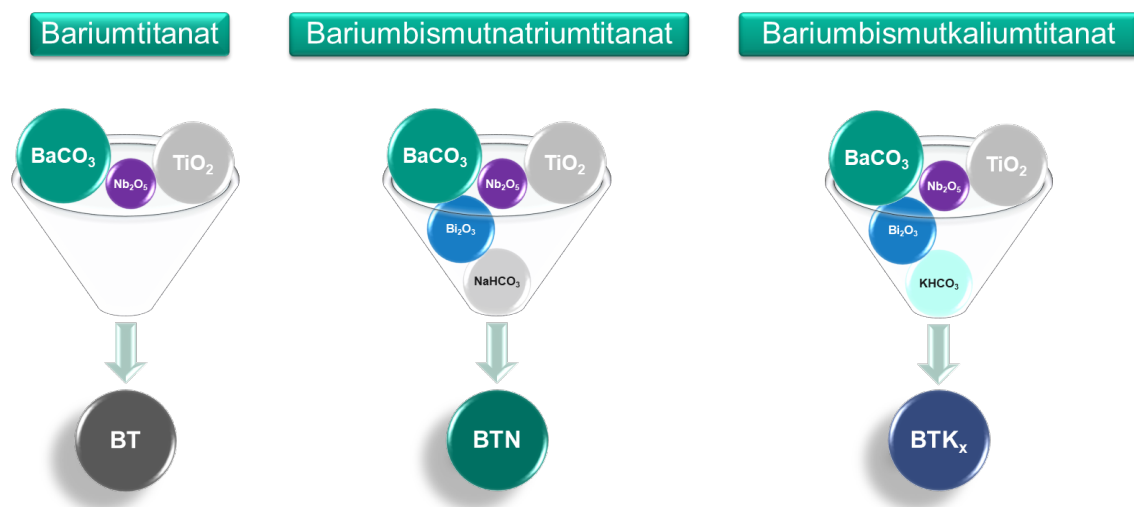 Bariumtitanat
Bariumbismutnatriumtitanat
Bariumbismutkaliumtitanat
BaCO₃
Nb₂O₅
TiO₂
BT
BaCO₃
Nb₂O₅
TiO₂
Bi₂O₃
NaHCO₃
BTN
BaCO₃
Nb₂O₅
TiO₂
Bi₂O₃
KHCO₃
BTKₓ